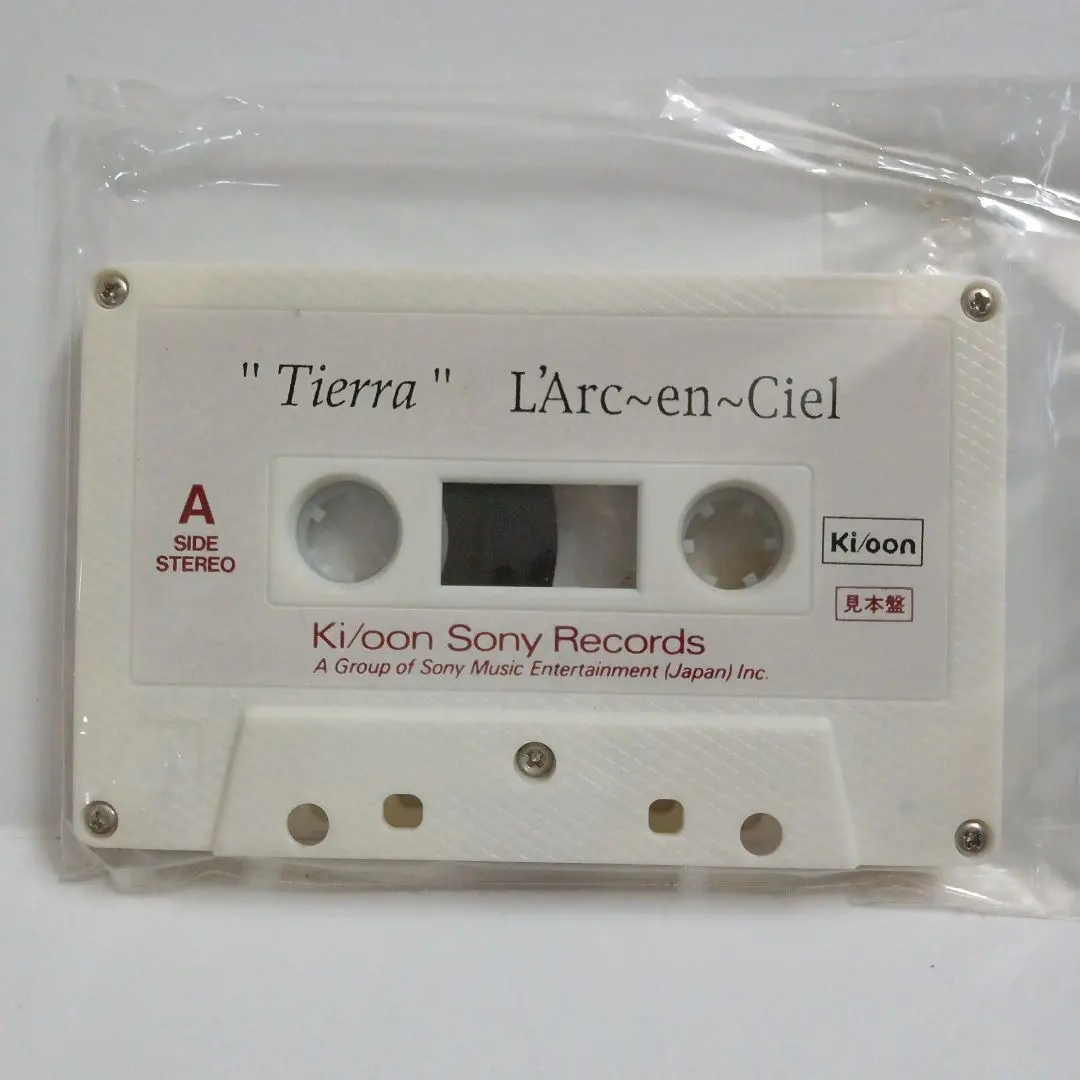 " Tierra " L'Arc~en~Ciel
A
SIDE
STEREO
Ki/oon
見本盤
Ki/oon Sony Records
A Group of Sony Music Entertainment (Japan) Inc.